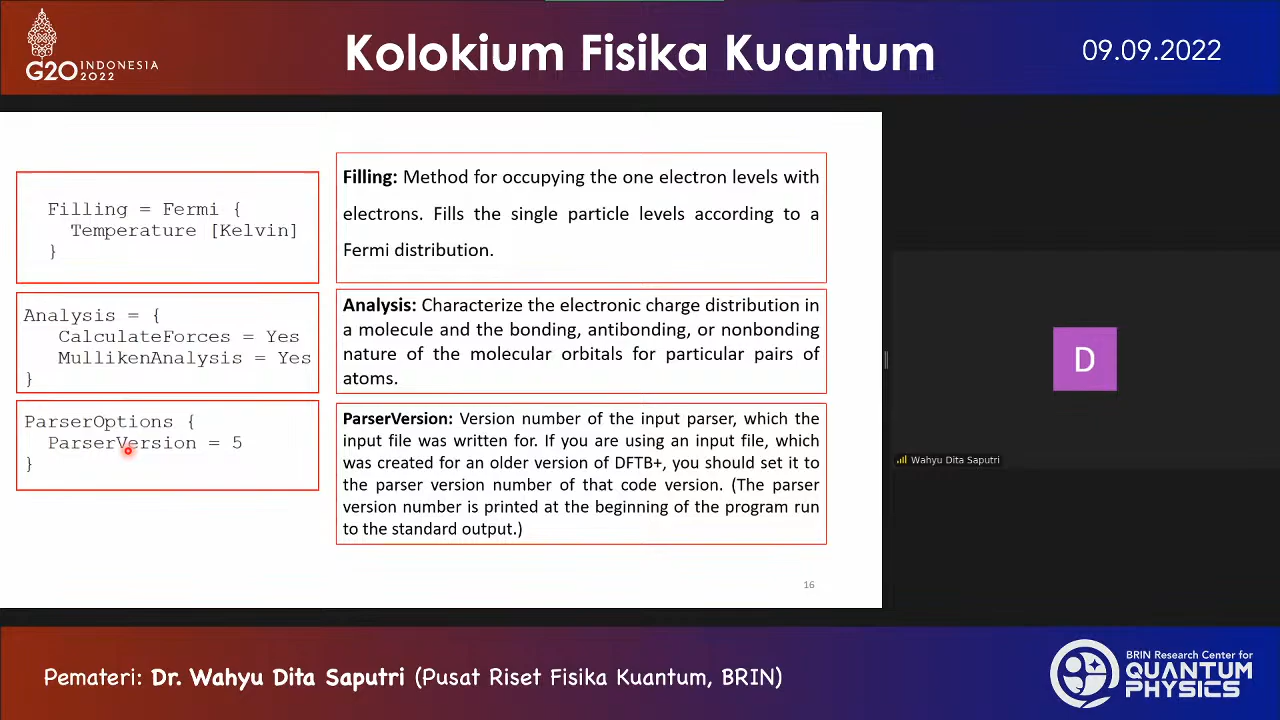 G20 INDONESIA
2022
Kolokium Fisika Kuantum
09.09.2022
Filling = Fermi {
Temperature [Kelvin]
}
Filling: Method for occupying the one electron levels with
electrons. Fills the single particle levels according to a
Fermi distribution.
Analysis = {
CalculateForces = Yes
MullikenAnalysis = Yes
}
Analysis: Characterize the electronic charge distribution in
a molecule and the bonding, antibonding, or nonbonding
nature of the molecular orbitals for particular pairs of
atoms.
ParserOptions {
ParserVersion = 5
}
ParserVersion: Version number of the input parser, which the
input file was written for. If you are using an input file, which
was created for an older version of DFTB+, you should set it to
the parser version number of that code version. (The parser
version number is printed at the beginning of the program run
to the standard output.)
16
D
Wahyu Dita Saputri
Pemateri: Dr. Wahyu Dita Saputri (Pusat Riset Fisika Kuantum, BRIN)
BRIN Research Center for
QUANTUM
PHYSICS